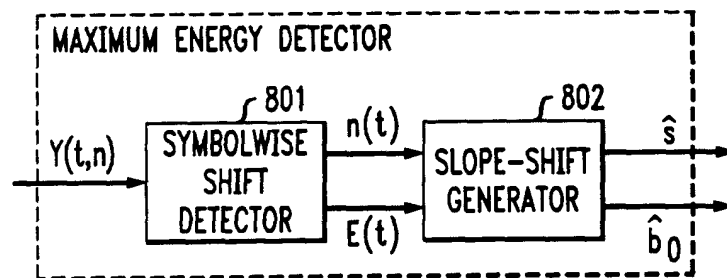 MAXIMUM ENERGY DETECTOR
801
802
Y(t,n)
SYMBOLWISE
SHIFT
DETECTOR
n(t)
E(t)
SLOPE-SHIFT
GENERATOR
ŝ
b̂0